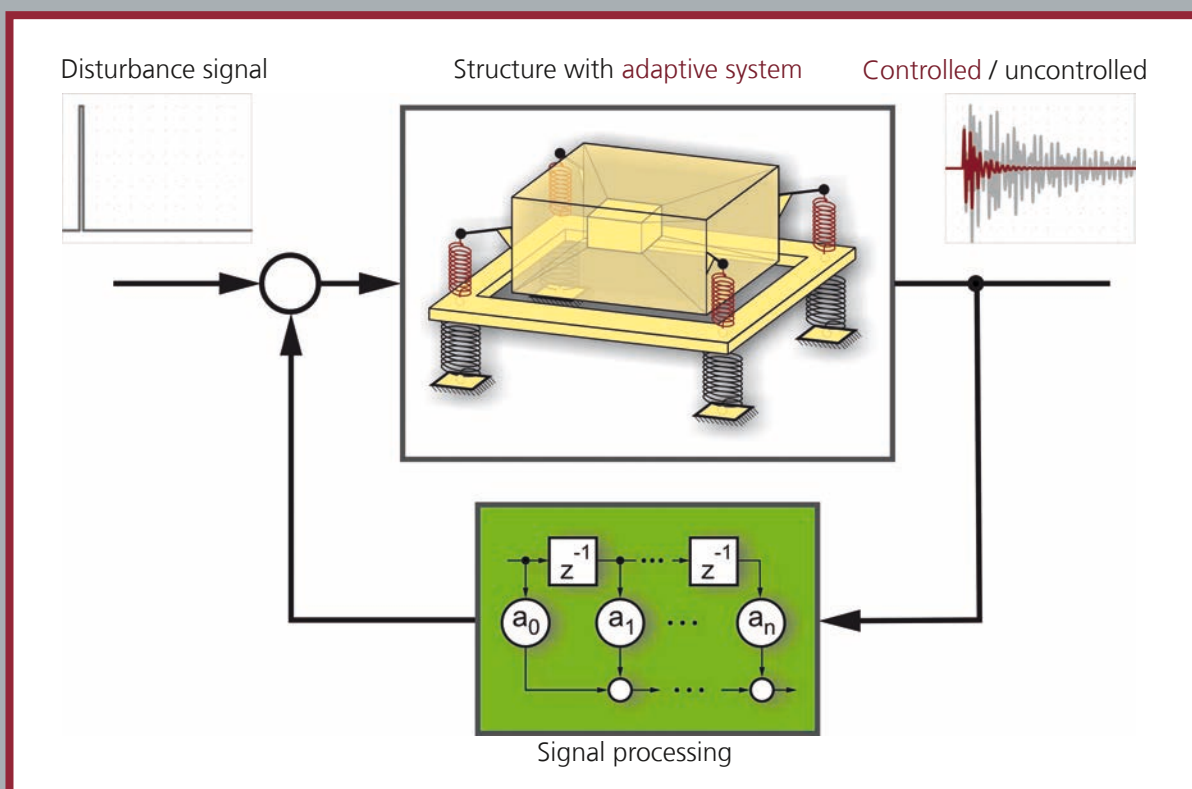 Disturbance signal
Structure with adaptive system
Controlled / uncontrolled
z-1 ... z-1
a0 a1 ... an
...
Signal processing